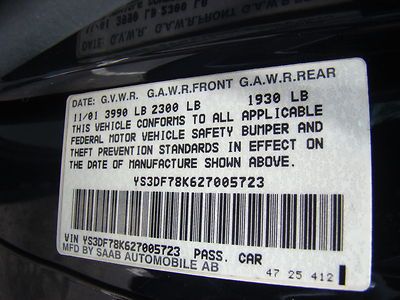 DATE: G.V.W.R. G.A.W.R.FRONT G.A.W.R.REAR
11/01 3990 LB 2300 LB 1930 LB
THIS VEHICLE CONFORMS TO ALL APPLICABLE
FEDERAL MOTOR VEHICLE SAFETY BUMPER AND
THEFT PREVENTION STANDARDS IN EFFECT ON
THE DATE OF MANUFACTURE SHOWN ABOVE.
YS3DF78K627005723
VIN YS3DF78K627005723 PASS. CAR
MFD BY SAAB AUTOMOBILE AB
47 25 412